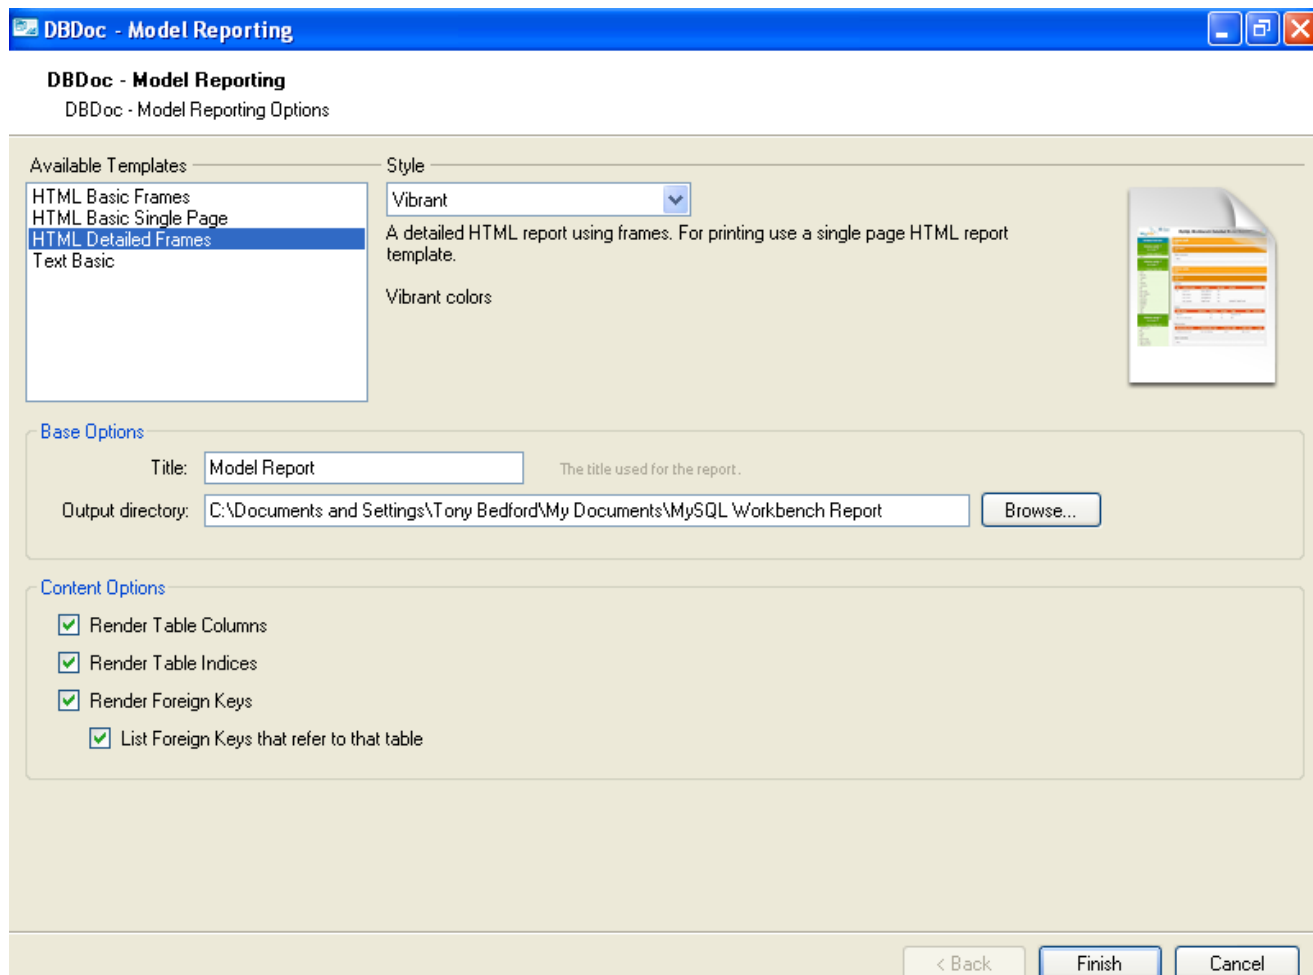 DBDoc - Model Reporting
DBDoc - Model Reporting
DBDoc - Model Reporting Options
Available Templates
HTML Basic Frames
HTML Basic Single Page
HTML Detailed Frames
Text Basic
Style
Vibrant
A detailed HTML report using frames. For printing use a single page HTML report
template.
Vibrant colors
Base Options
Title: Model Report The title used for the report.
Output directory: C:\Documents and Settings\Tony Bedford\My Documents\MySQL Workbench Report Browse...
Content Options
Render Table Columns
Render Table Indices
Render Foreign Keys
List Foreign Keys that refer to that table
< Back Finish Cancel